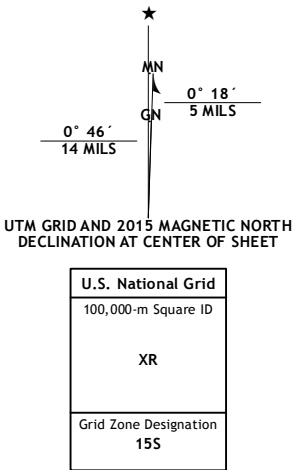 ★
MN
0° 18´
5 MILS
GN
0° 46´
14 MILS
UTM GRID AND 2015 MAGNETIC NORTH
DECLINATION AT CENTER OF SHEET
U.S. National Grid
100,000-m Square ID
XR
Grid Zone Designation
15S